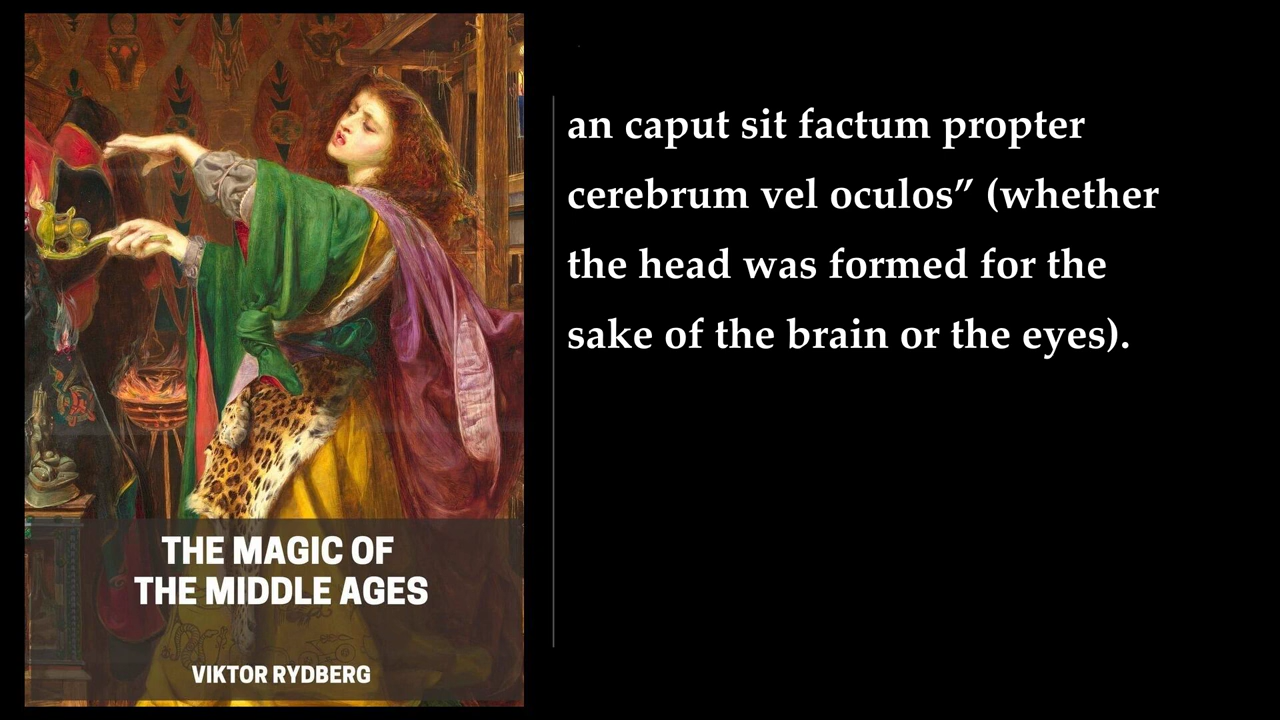 an caput sit factum propter
cerebrum vel oculos” (whether
the head was formed for the
sake of the brain or the eyes).
THE MAGIC OF
THE MIDDLE AGES
VIKTOR RYDBERG